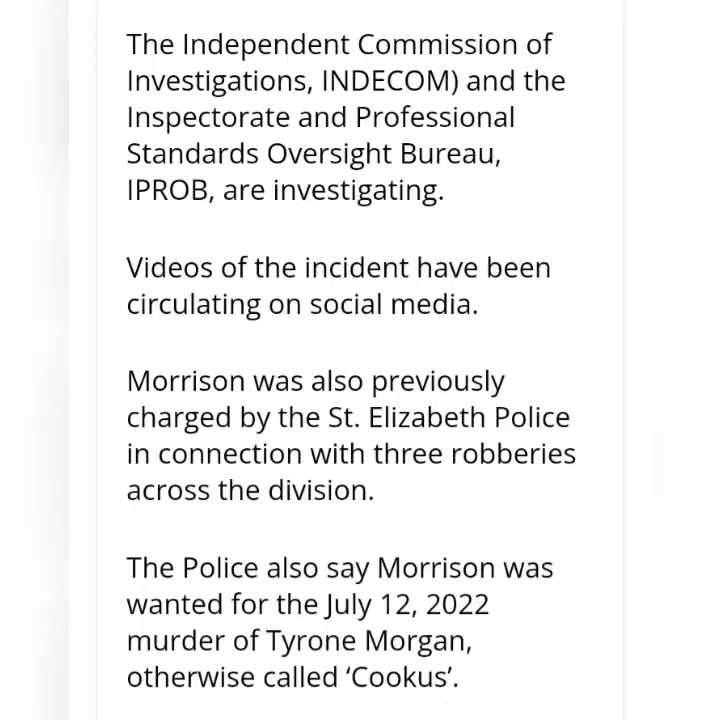 The Independent Commission of
Investigations, INDECOM) and the
Inspectorate and Professional
Standards Oversight Bureau,
IPROB, are investigating.
Videos of the incident have been
circulating on social media.
Morrison was also previously
charged by the St. Elizabeth Police
in connection with three robberies
across the division.
The Police also say Morrison was
wanted for the July 12, 2022
murder of Tyrone Morgan,
otherwise called ‘Cookus’.